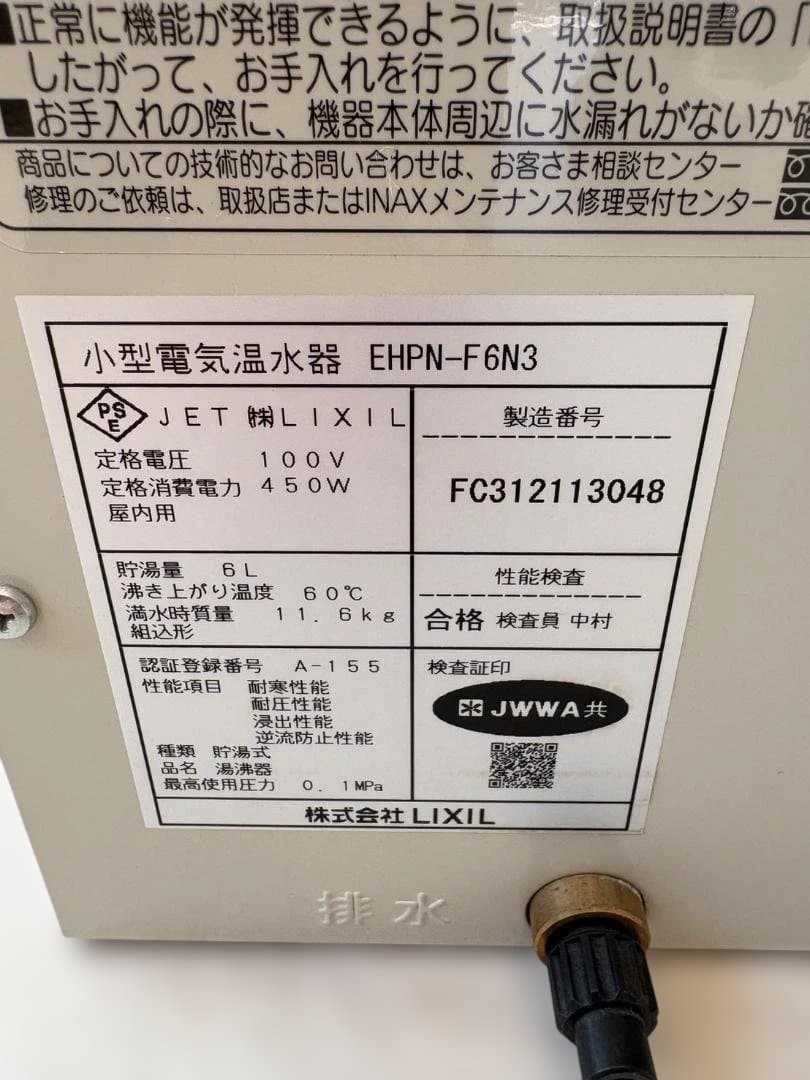 ■正常に機能が発揮できるように、取扱説明書の「
したがって、お手入れを行ってください。
■お手入れの際に、機器本体周辺に水漏れがないか確
商品についての技術的なお問い合わせは、お客さま相談センター
修理のご依頼は、取扱店またはINAXメンテナンス修理受付センター
小型電気温水器 EHPN-F6N3
PSE JET ㈱LIXIL
定格電圧 100V
定格消費電力 450W
屋内用
製造番号
FC312113048
貯湯量 6L
沸き上がり温度 60℃
満水時質量 11.6kg
組込形
性能検査
合格 検査員 中村
認証登録番号 A-155
性能項目 耐寒性能
耐圧性能
浸出性能
逆流防止性能
種類 貯湯式
品名 湯沸器
最高使用圧力 0.1MPa
検査証印
JWWA共
株式会社 LIXIL
排水